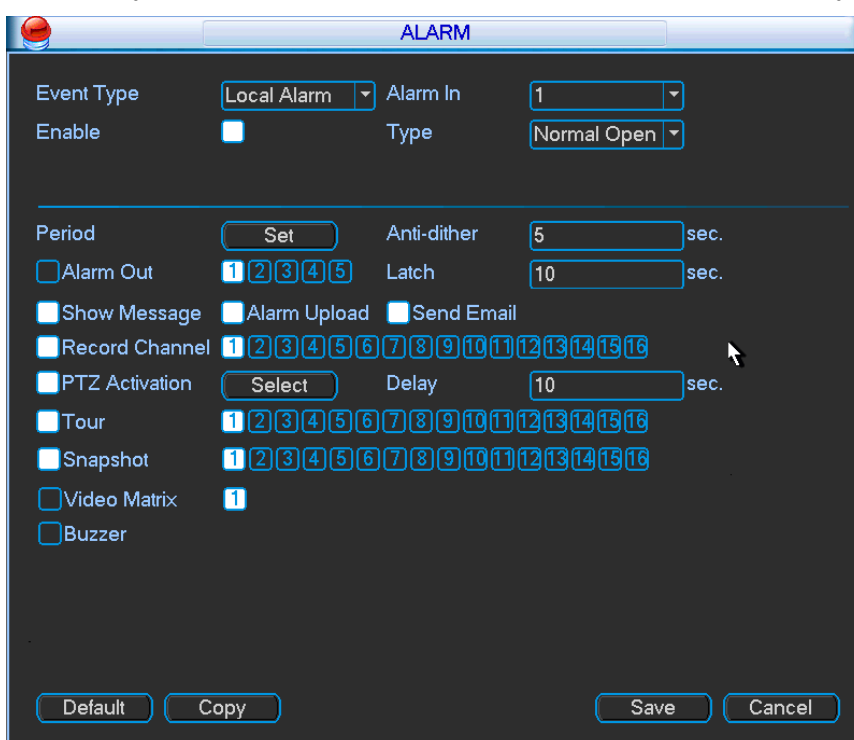 ALARM
Event Type Local Alarm Alarm In 1
Enable Type Normal Open
Period Set Anti-dither 5 sec.
Alarm Out 1 2 3 4 5 Latch 10 sec.
Show Message Alarm Upload Send Email
Record Channel 1 2 3 4 5 6 7 8 9 10 11 12 13 14 15 16
PTZ Activation Select Delay 10 sec.
Tour 1 2 3 4 5 6 7 8 9 10 11 12 13 14 15 16
Snapshot 1 2 3 4 5 6 7 8 9 10 11 12 13 14 15 16
Video Matrix 1
Buzzer
Default Copy Save Cancel